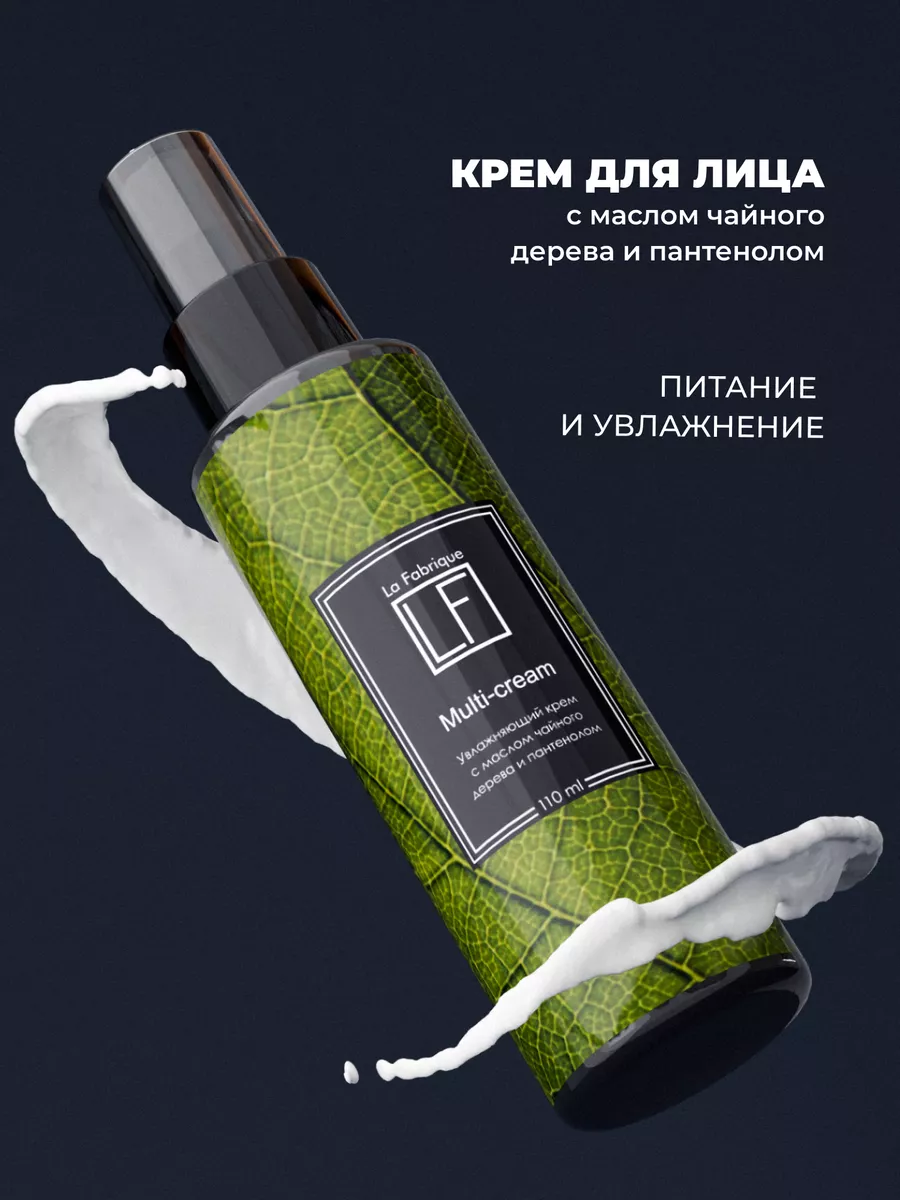 КРЕМ ДЛЯ ЛИЦА
с маслом чайного
дерева и пантенолом
ПИТАНИЕ
И УВЛАЖНЕНИЕ
La Fabrique
LF
Multi-cream
Увлажняющий крем
с маслом чайного
дерева и пантенолом
110 ml